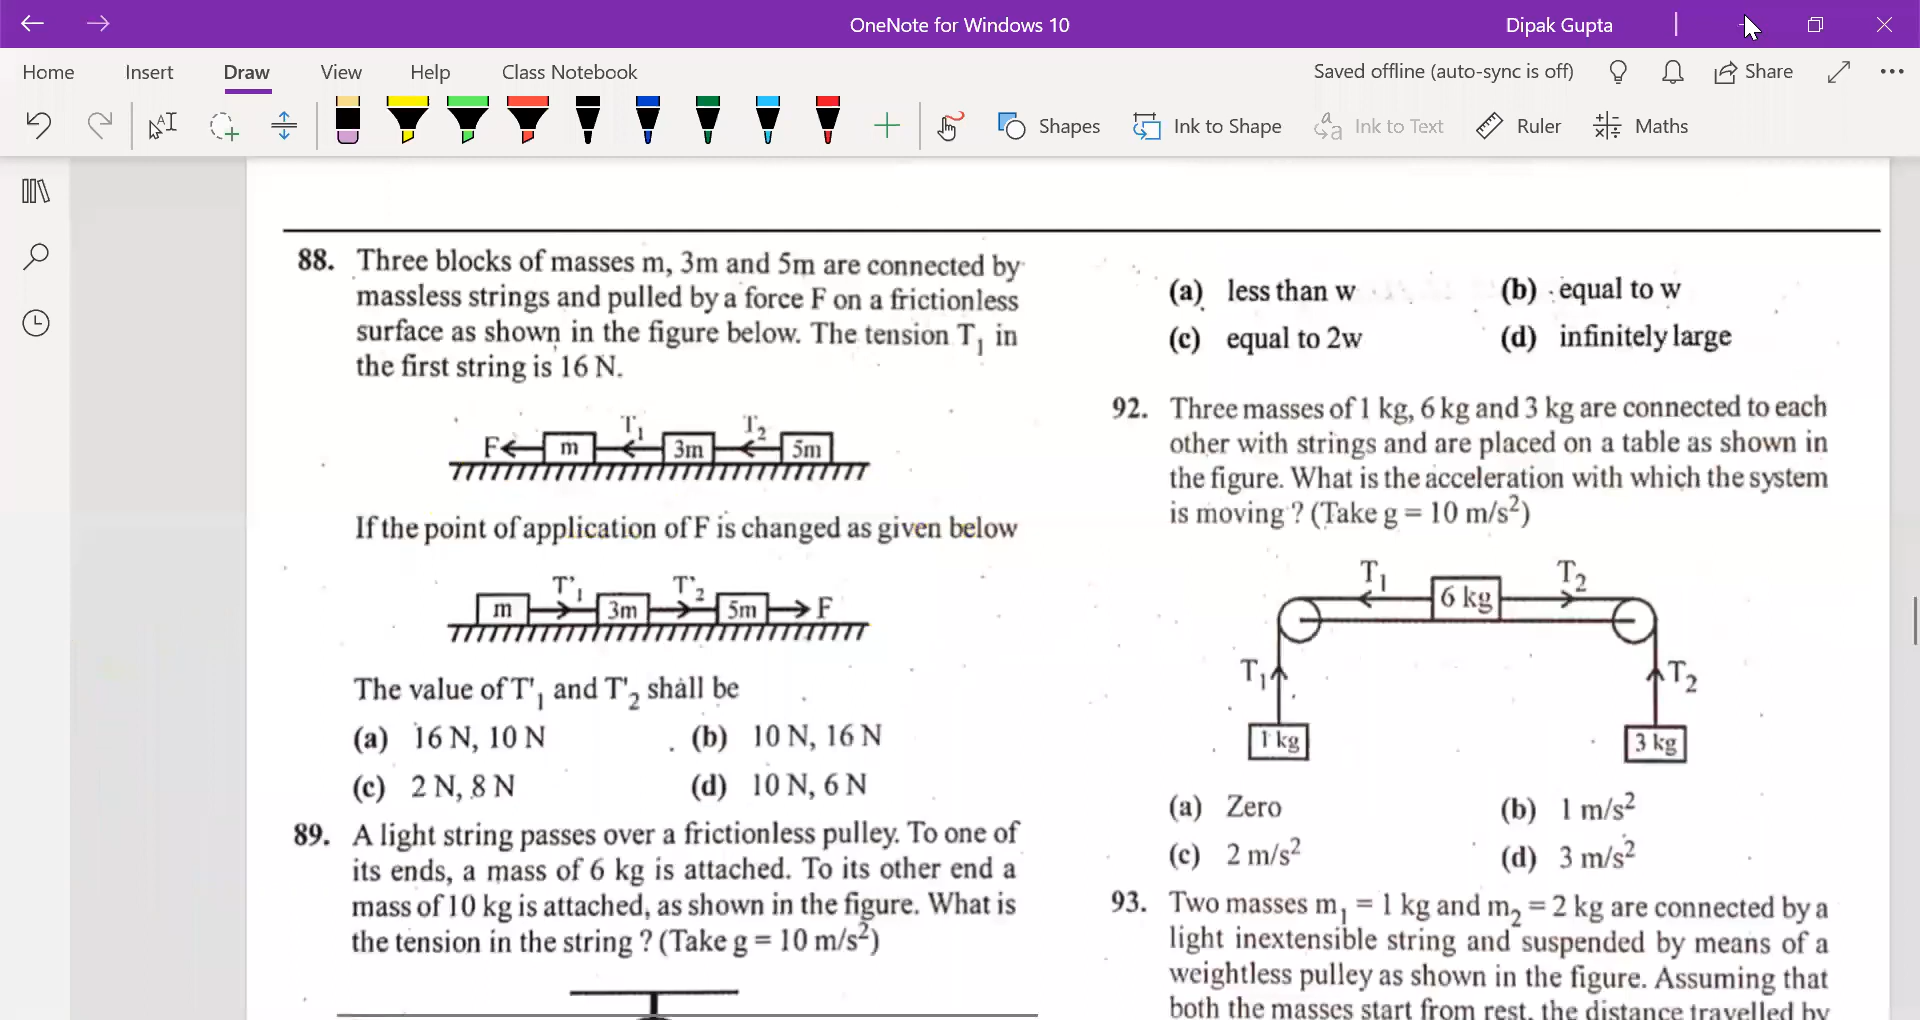 OneNote for Windows 10
Dipak Gupta
Home Insert Draw View Help Class Notebook
Saved offline (auto-sync is off) Share
Shapes Ink to Shape Ink to Text Ruler Maths
88. Three blocks of masses m, 3m and 5m are connected by
massless strings and pulled by a force F on a frictionless
surface as shown in the figure below. The tension T₁ in
the first string is 16 N.
F m T₁ 3m T₂ 5m
If the point of application of F is changed as given below
m T'₁ 3m T'₂ 5m F
The value of T'₁ and T'₂ shall be
(a) 16 N, 10 N (b) 10 N, 16 N
(c) 2 N, 8 N (d) 10 N, 6 N
89. A light string passes over a frictionless pulley. To one of
its ends, a mass of 6 kg is attached. To its other end a
mass of 10 kg is attached, as shown in the figure. What is
the tension in the string ? (Take g = 10 m/s²)
(a) less than w (b) equal to w
(c) equal to 2w (d) infinitely large
92. Three masses of 1 kg, 6 kg and 3 kg are connected to each
other with strings and are placed on a table as shown in
the figure. What is the acceleration with which the system
is moving ? (Take g = 10 m/s²)
T₁ 6 kg T₂
T₁ T₂
1 kg 3 kg
(a) Zero (b) 1 m/s²
(c) 2 m/s² (d) 3 m/s²
93. Two masses m₁ = 1 kg and m₂ = 2 kg are connected by a
light inextensible string and suspended by means of a
weightless pulley as shown in the figure. Assuming that
both the masses start from rest, the distance travelled by